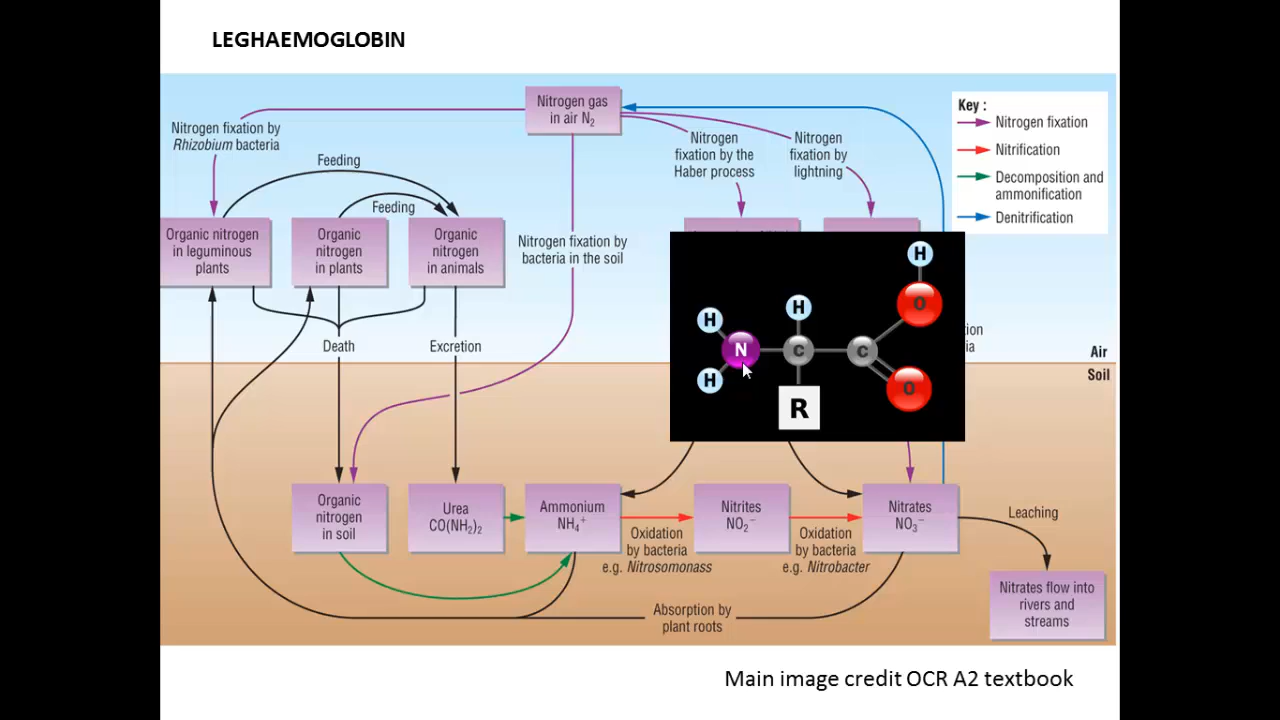 LEGHAEMOGLOBIN
Nitrogen gas
in air N₂
Key :
Nitrogen fixation
Nitrification
Decomposition and
ammonification
Denitrification
Nitrogen fixation by
Rhizobium bacteria
Feeding
Feeding
Nitrogen
fixation by the
Haber process
Nitrogen
fixation by
lightning
Organic nitrogen
in leguminous
plants
Organic
nitrogen
in plants
Organic
nitrogen
in animals
Nitrogen fixation by
bacteria in the soil
H
O
H
H
N
C
C
H
O
R
Death
Excretion
Air
Soil
Organic
nitrogen
in soil
Urea
CO(NH₂)₂
Ammonium
NH₄⁺
Nitrites
NO₂⁻
Nitrates
NO₃⁻
Leaching
Oxidation
by bacteria
e.g. Nitrosomonass
Oxidation
by bacteria
e.g. Nitrobacter
Absorption by
plant roots
Nitrates flow into
rivers and
streams
Main image credit OCR A2 textbook